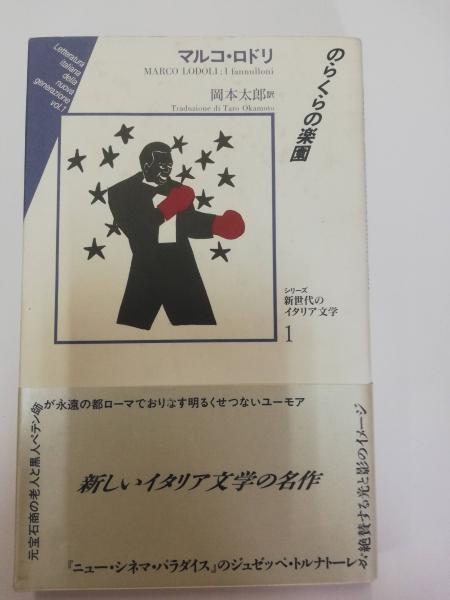 Letteratura
italiana
della
nuova
generazione
vol.1
マルコ・ロドリ
MARCO LODOLI : I fannulloni
岡本太郎訳
Traduzione di Taro Okamoto
のらくらの楽園
シリーズ
新世代の
イタリア文学
1
元宝石商の老人と黒人ペテン師が永遠の都ローマでおりなす明るくせつないユーモア
新しいイタリア文学の名作
『ニュー・シネマ・パラダイス』のジュゼッペ・トルナトーレが絶賛する光と影のイメージ